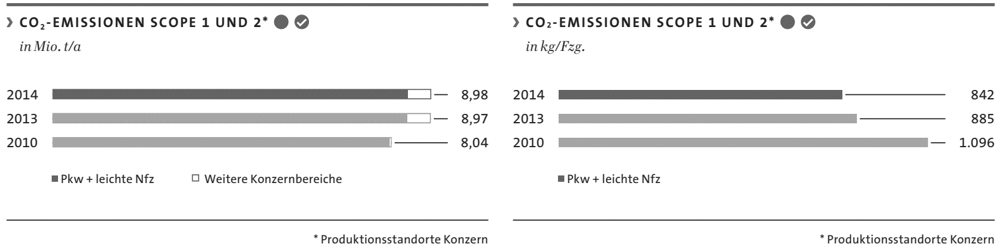 CO₂-EMISSIONEN SCOPE 1 UND 2*
in Mio. t/a
2014 8,98
2013 8,97
2010 8,04
Pkw + leichte Nfz Weitere Konzernbereiche
* Produktionsstandorte Konzern
CO₂-EMISSIONEN SCOPE 1 UND 2*
in kg/Fzg.
2014 842
2013 885
2010 1.096
Pkw + leichte Nfz
* Produktionsstandorte Konzern